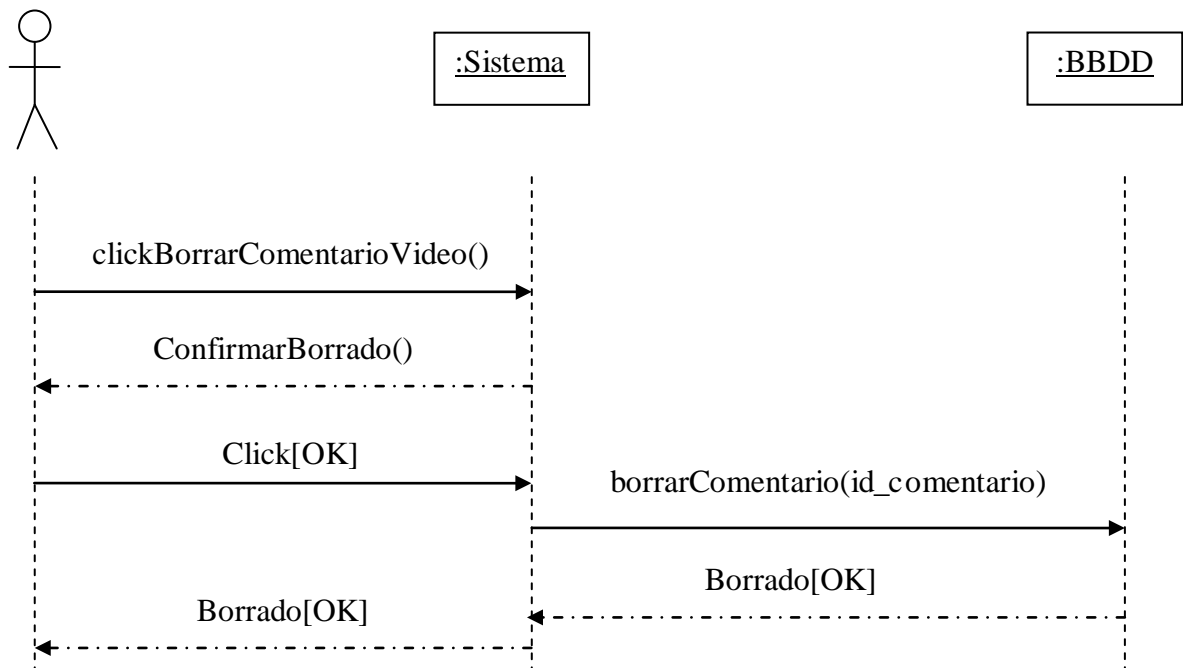 :Sistema
:BBDD
clickBorrarComentarioVideo()
ConfirmarBorrado()
Click[OK]
borrarComentario(id_comentario)
Borrado[OK]
Borrado[OK]